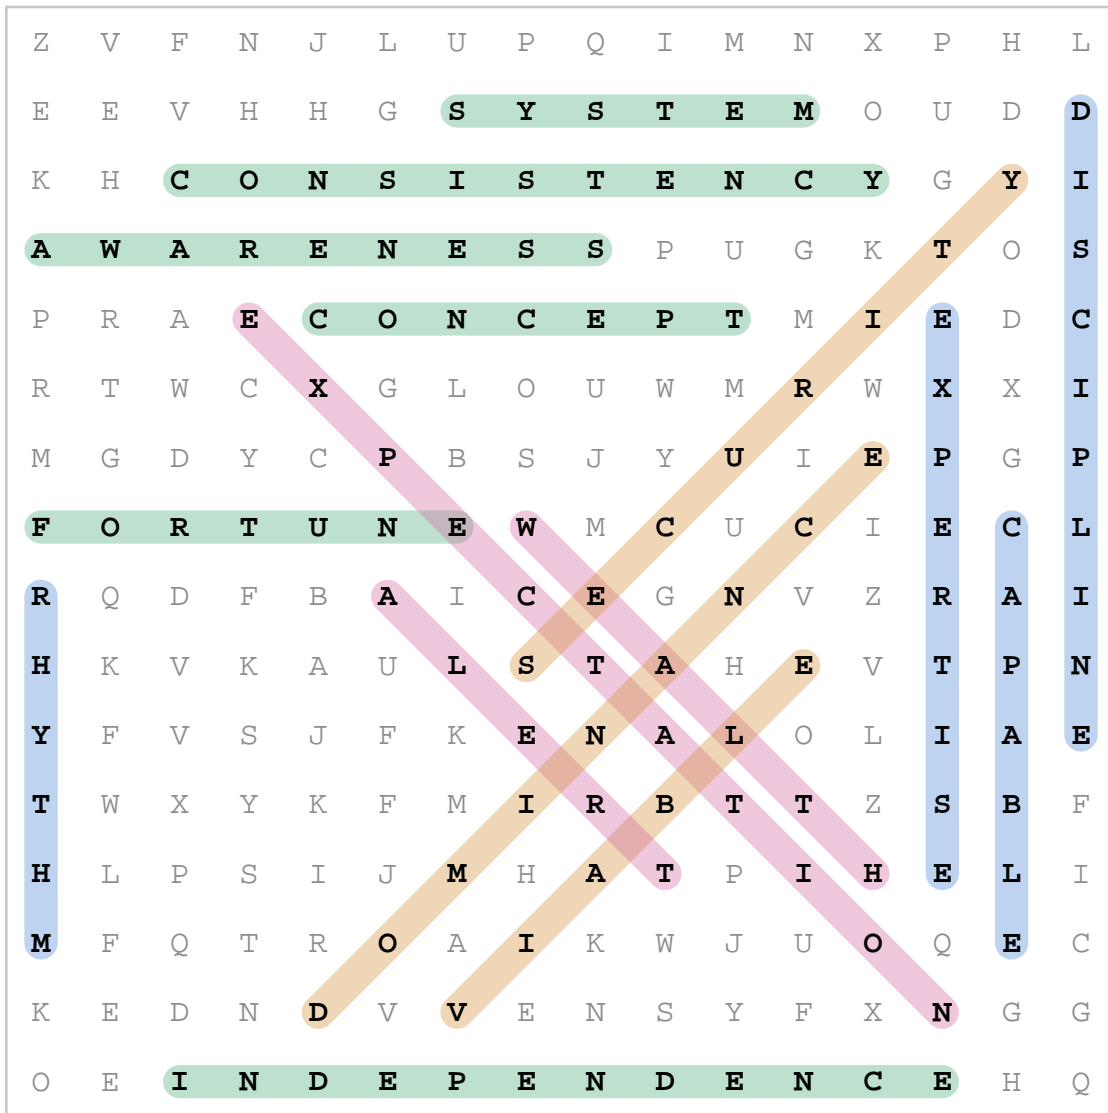 Z V F N J L U P Q I M N X P H L
E E V H H G S Y S T E M O U D D
K H C O N S I S T E N C Y G Y I
A W A R E N E S S P U G K T O S
P R A E C O N C E P T M I E D C
R T W C X G L O U W M R W X X I
M G D Y C P B S J Y U I E P G P
F O R T U N E W M C U C I E C L
R Q D F B A I C E G N V Z R A I
H K V K A U L S T A H E V T P N
Y F V S J F K E N A L O L I A E
T W X Y K F M I R B T T Z S B F
H L P S I J M H A T P I H E L I
M F Q T R O A I K W J U O Q E C
K E D N D V V E N S Y F X N G G
O E I N D E P E N D E N C E H Q